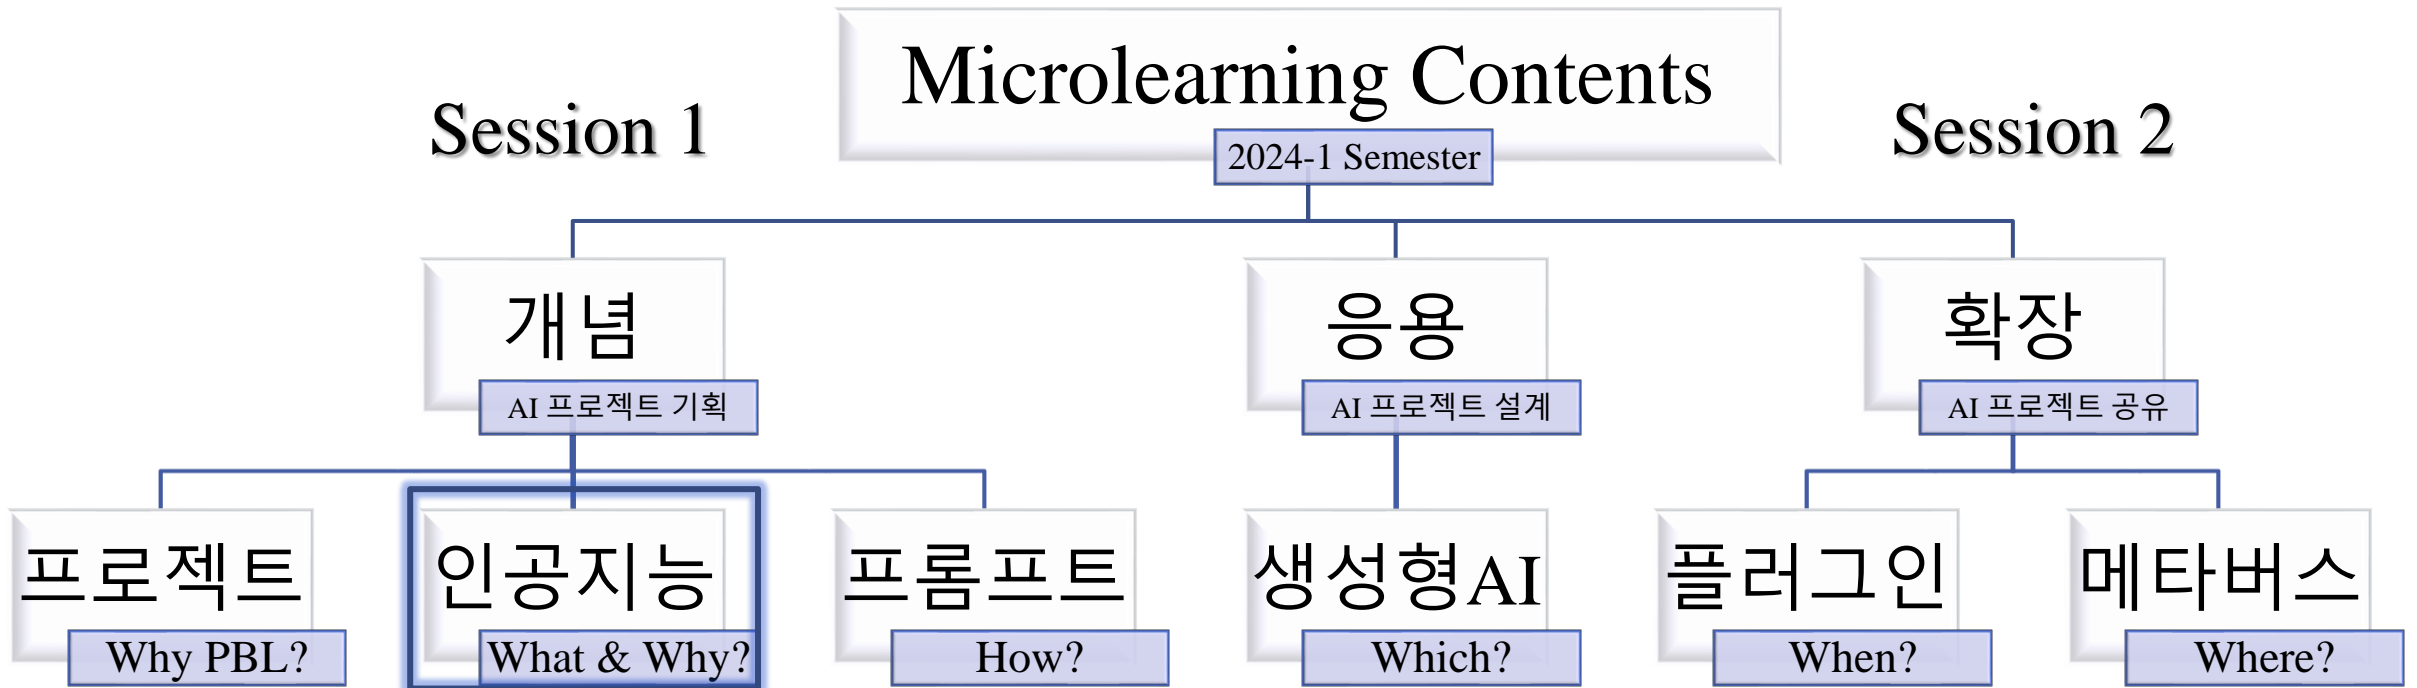 Microlearning Contents
2024-1 Semester
Session 1
Session 2
개념
AI 프로젝트 기획
응용
AI 프로젝트 설계
확장
AI 프로젝트 공유
프로젝트
Why PBL?
인공지능
What & Why?
프롬프트
How?
생성형AI
Which?
플러그인
When?
메타버스
Where?